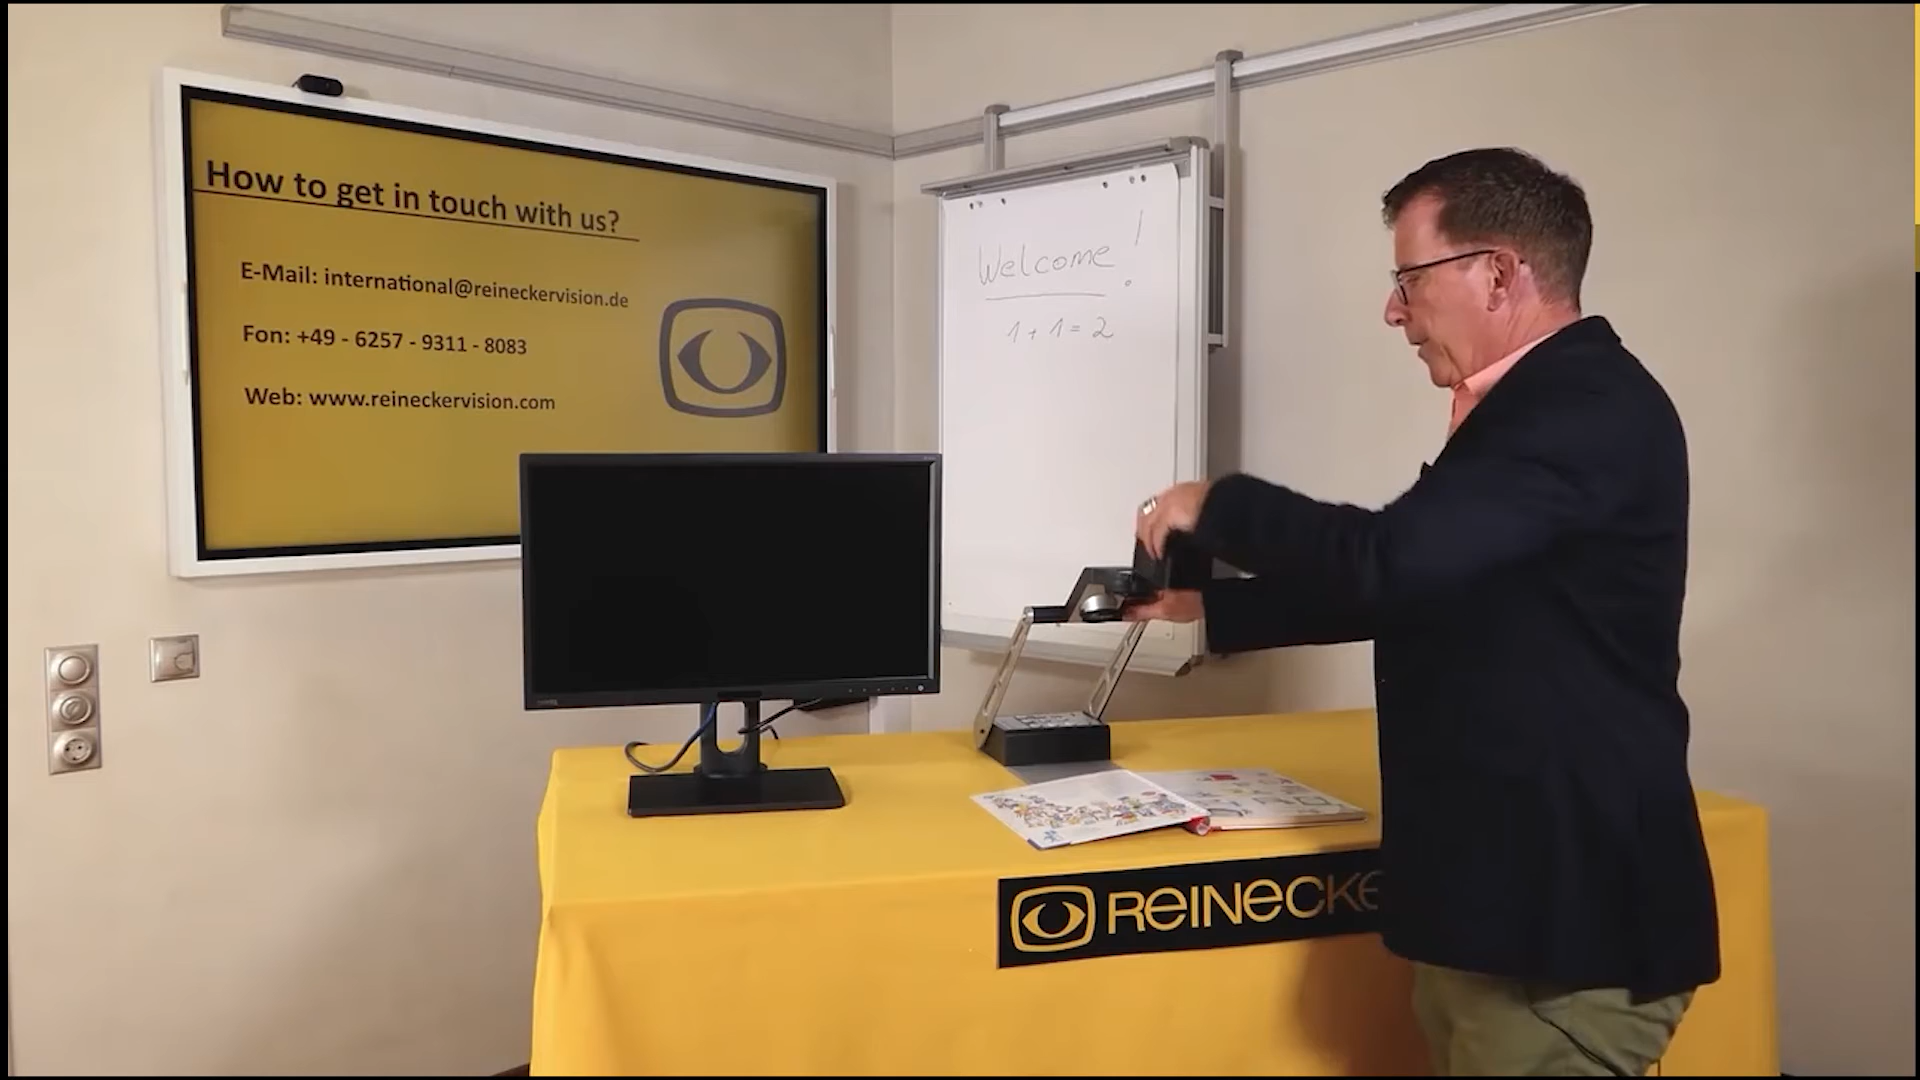 How to get in touch with us?
E-Mail: international@reineckervision.de
Fon: +49 - 6257 - 9311 - 8083
Web: www.reineckervision.com
Welcome!
1 + 1 = 2
REINECKE